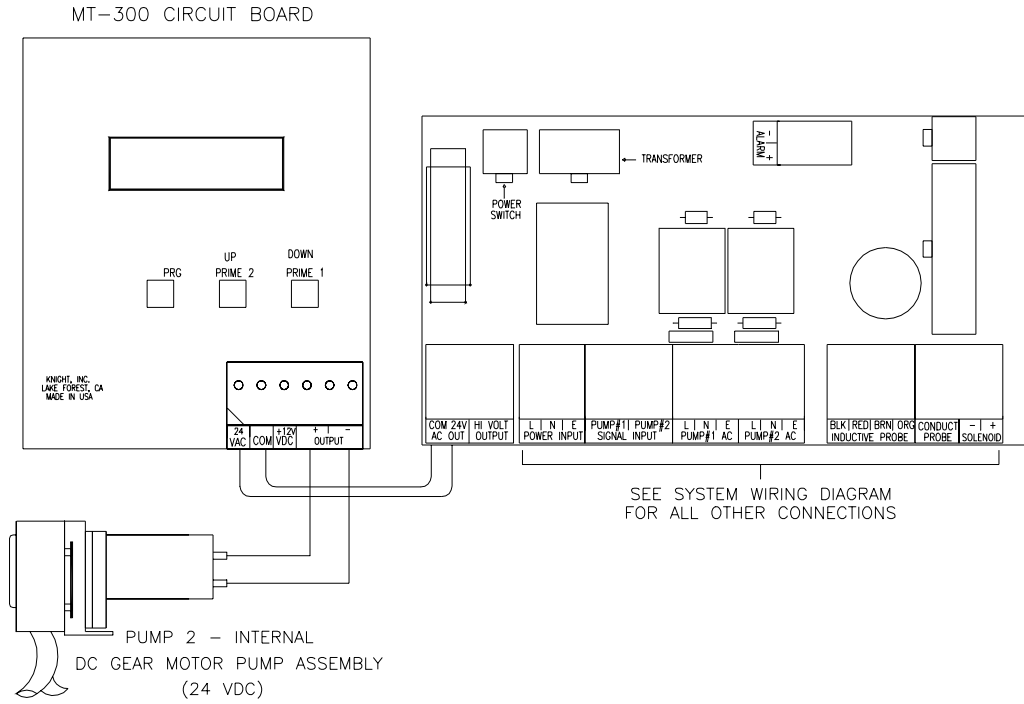 MT-300 CIRCUIT BOARD
UP
DOWN
PRG
PRIME 2
PRIME 1
KNIGHT, INC.
LAKE FOREST, CA
MADE IN USA
24
VAC
COM
+12V
VDC
+ | -
OUTPUT
POWER
SWITCH
TRANSFORMER
- +
ALARM
COM 24V
AC OUT
HI VOLT
OUTPUT
L | N | E
POWER INPUT
PUMP#1 | PUMP#2
SIGNAL INPUT
L | N | E
PUMP#1 AC
L | N | E
PUMP#2 AC
BLK | RED | BRN | ORG
INDUCTIVE PROBE
CONDUCT
PROBE
- | +
SOLENOID
SEE SYSTEM WIRING DIAGRAM
FOR ALL OTHER CONNECTIONS
PUMP 2 - INTERNAL
DC GEAR MOTOR PUMP ASSEMBLY
(24 VDC)